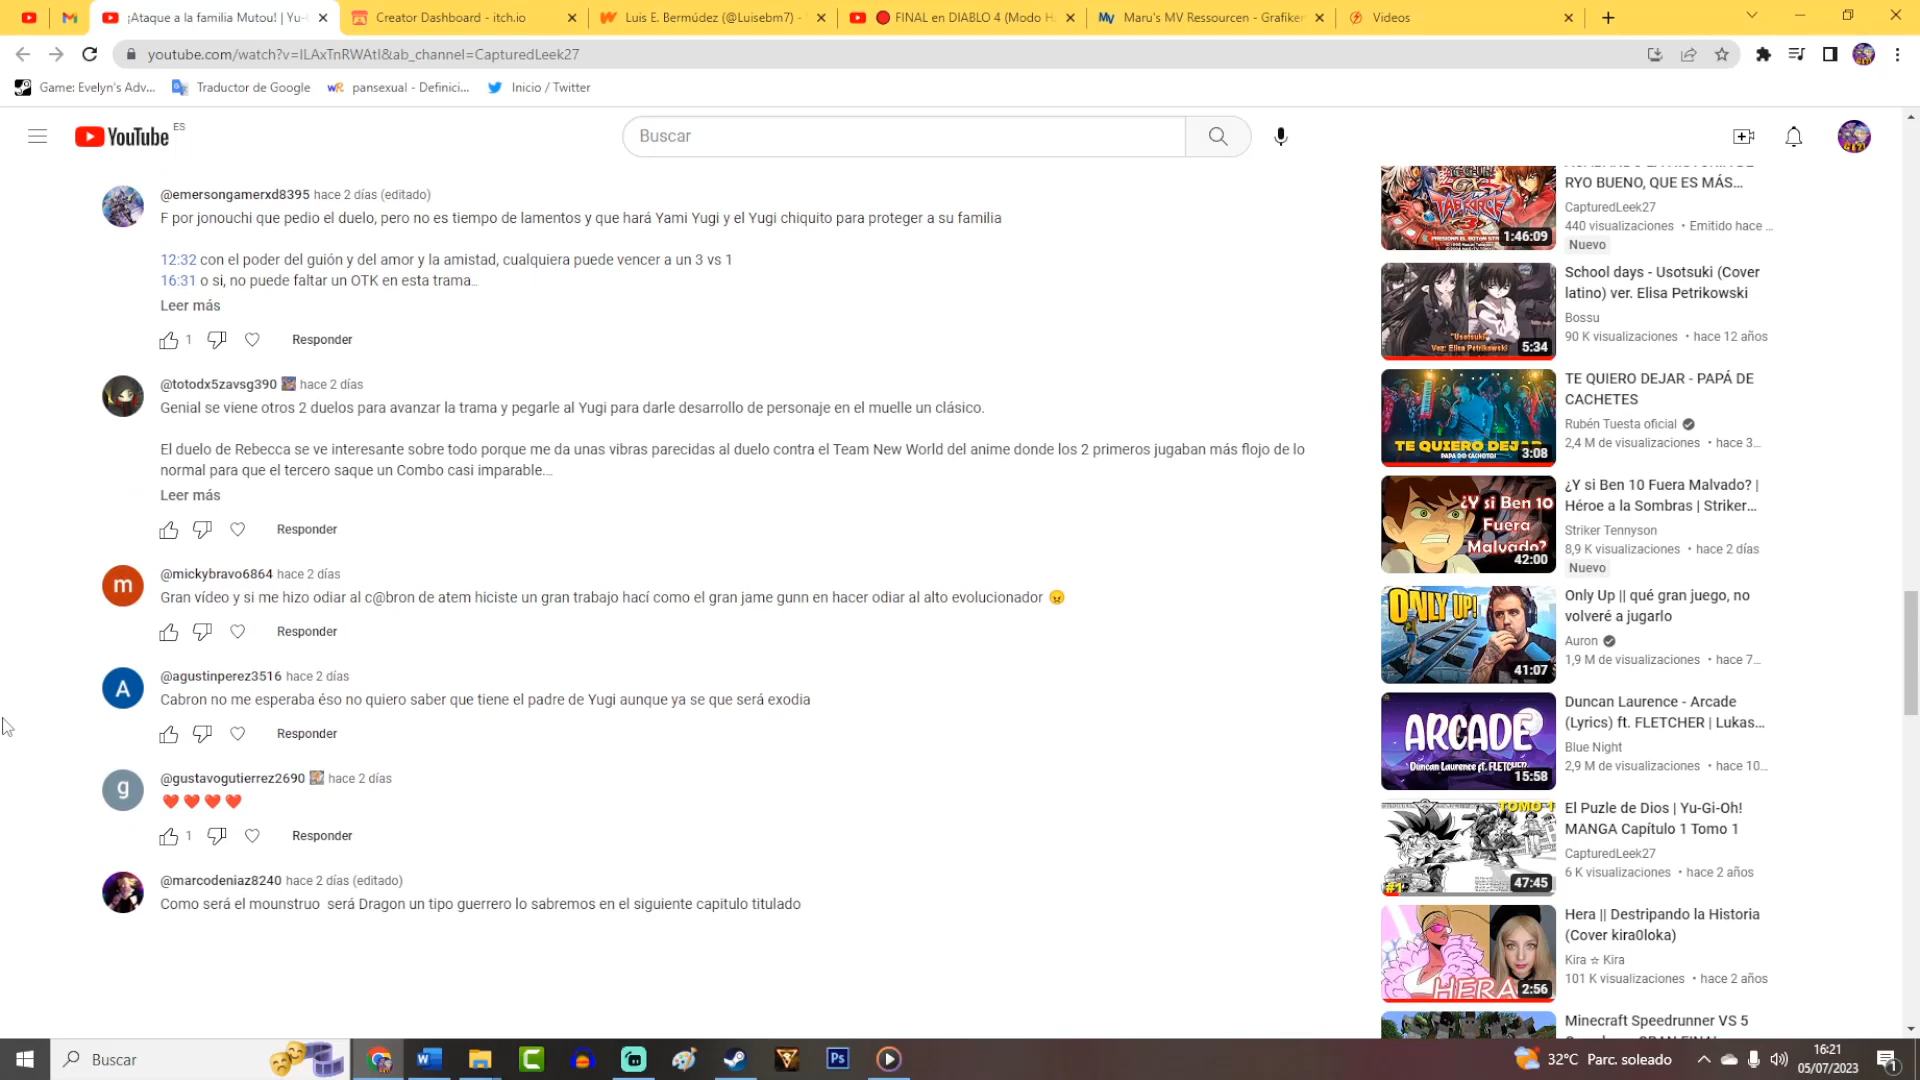 ¡Ataque a la familia Mutou! | Yu-
Creator Dashboard - itch.io
Luis E. Bermúdez (@Luisebm7) -
FINAL en DIABLO 4 (Modo H
Maru's MV Ressourcen - Grafiker
Videos
youtube.com/watch?v=ILAxTnRWAtI&ab_channel=CapturedLeek27
Game: Evelyn's Adv...
Traductor de Google
pansexual - Definici...
Inicio / Twitter
YouTube ES
Buscar
@emersongamerxd8395 hace 2 días (editado)
F por jonouchi que pedio el duelo, pero no es tiempo de lamentos y que hará Yami Yugi y el Yugi chiquito para proteger a su familia
12:32 con el poder del guión y del amor y la amistad, cualquiera puede vencer a un 3 vs 1
16:31 o si, no puede faltar un OTK en esta trama..
Leer más
1 Responder
@totodx5zavsg390 hace 2 días
Genial se viene otros 2 duelos para avanzar la trama y pegarle al Yugi para darle desarrollo de personaje en el muelle un clásico.
El duelo de Rebecca se ve interesante sobre todo porque me da unas vibras parecidas al duelo contra el Team New World del anime donde los 2 primeros jugaban más flojo de lo
normal para que el tercero saque un Combo casi imparable...
Leer más
Responder
m
@mickybravo6864 hace 2 días
Gran vídeo y si me hizo odiar al c@bron de atem hiciste un gran trabajo hací como el gran jame gunn en hacer odiar al alto evolucionador 😠
Responder
A
@agustinperez3516 hace 2 días
Cabron no me esperaba éso no quiero saber que tiene el padre de Yugi aunque ya se que será exodia
Responder
g
@gustavogutierrez2690 hace 2 días
❤️❤️❤️❤️
1 Responder
@marcodeniaz8240 hace 2 días (editado)
Como será el mounstruo será Dragon un tipo guerrero lo sabremos en el siguiente capitulo titulado
RYO BUENO, QUE ES MÁS...
CapturedLeek27
440 visualizaciones • Emitido hace ...
Nuevo
TAG FORCE
3
1:46:09
School days - Usotsuki (Cover
latino) ver. Elisa Petrikowski
Bossu
90 K visualizaciones • hace 12 años
"Usotsuki"
Voz: Elisa Petrikowski
5:34
TE QUIERO DEJAR - PAPÁ DE
CACHETES
Rubén Tuesta oficial
2,4 M de visualizaciones • hace 3...
TE QUIERO DEJAR
PAPÁ DE CACHETES
3:08
¿Y si Ben 10 Fuera Malvado? |
Héroe a la Sombras | Striker...
Striker Tennyson
8,9 K visualizaciones • hace 2 días
Nuevo
¿Y si Ben 10
Fuera
Malvado?
42:00
Only Up || qué gran juego, no
volveré a jugarlo
Auron
1,9 M de visualizaciones • hace 7...
ONLY UP!
41:07
Duncan Laurence - Arcade
(Lyrics) ft. FLETCHER | Lukas...
Blue Night
2,9 M de visualizaciones • hace 10...
ARCADE
Duncan Laurence ft. FLETCHER
15:58
El Puzle de Dios | Yu-Gi-Oh!
MANGA Capítulo 1 Tomo 1
CapturedLeek27
6 K visualizaciones • hace 2 años
TOMO 1
#1
47:45
Hera || Destripando la Historia
(Cover kira0loka)
Kira ☆ Kira
101 K visualizaciones • hace 2 años
HERA
2:56
Minecraft Speedrunner VS 5
Buscar
32°C Parc. soleado
16:21
05/07/2023
1